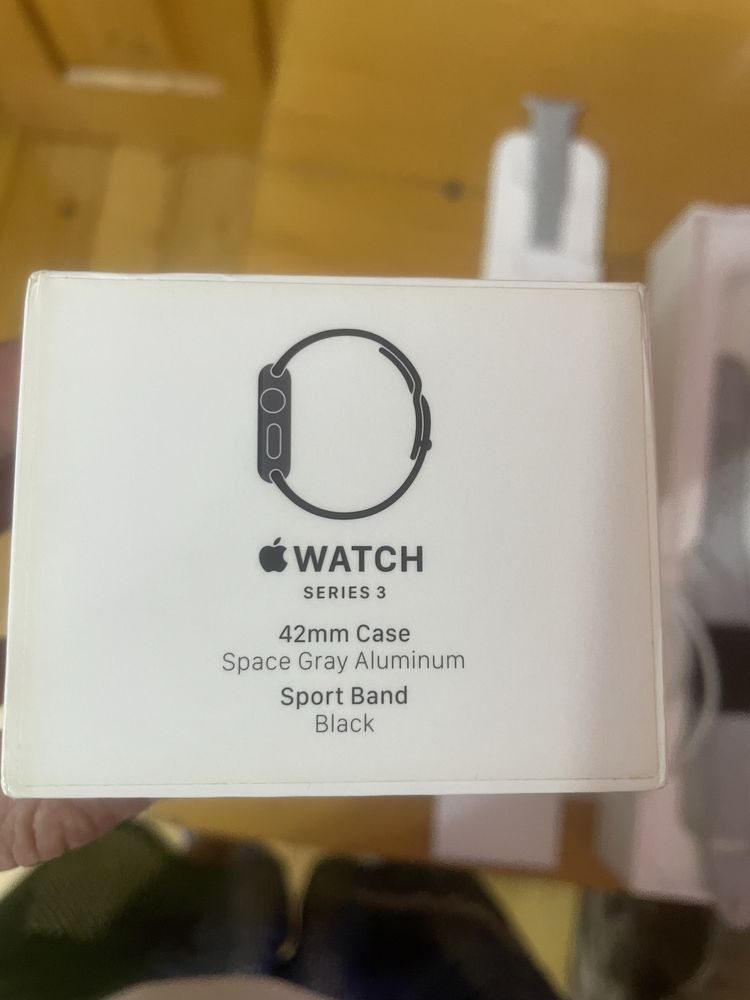 WATCH
SERIES 3
42mm Case
Space Gray Aluminum
Sport Band
Black